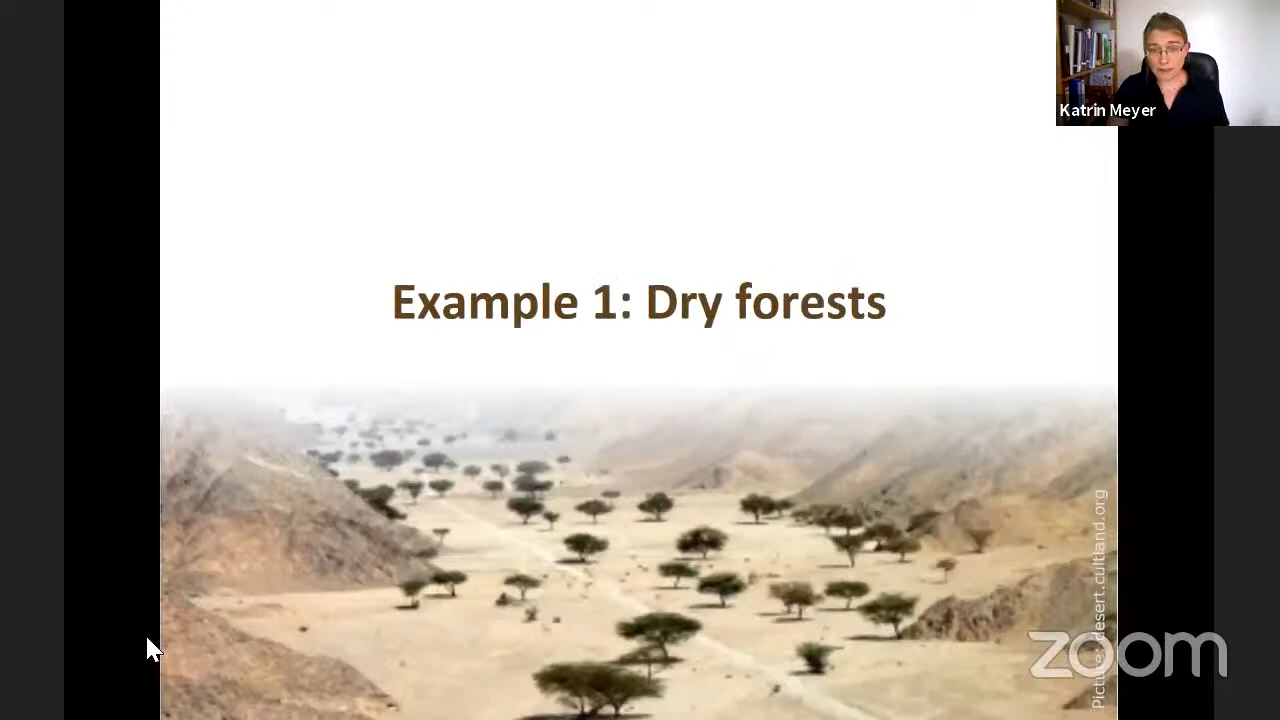 Katrin Meyer
Example 1: Dry forests
Picture: desert.cultland.org
zoom